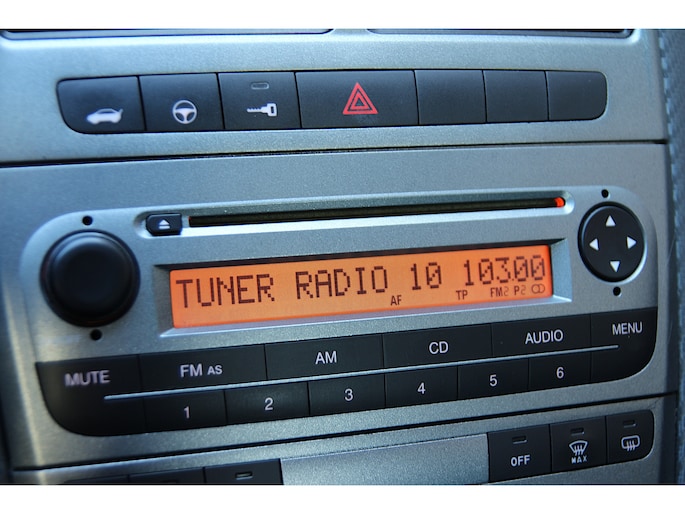 TUNER RADIO 10 10300
AF TP FM2 P2
MUTE FM AS AM CD AUDIO MENU
1 2 3 4 5 6
OFF MAX